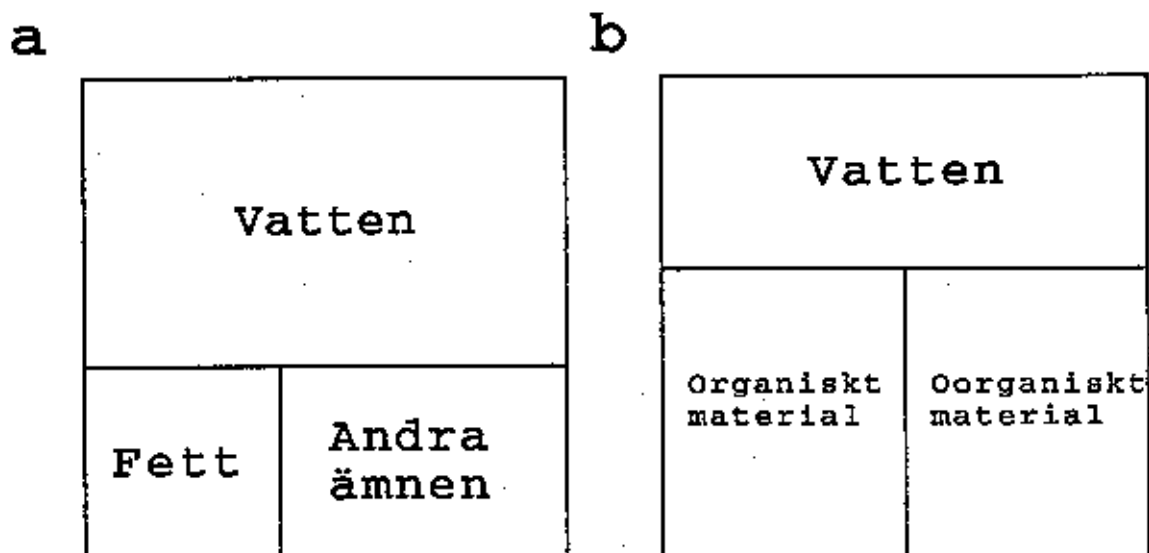 a
Vatten
Fett
Andra
ämnen
b
Vatten
Organiskt
material
Oorganiskt
material